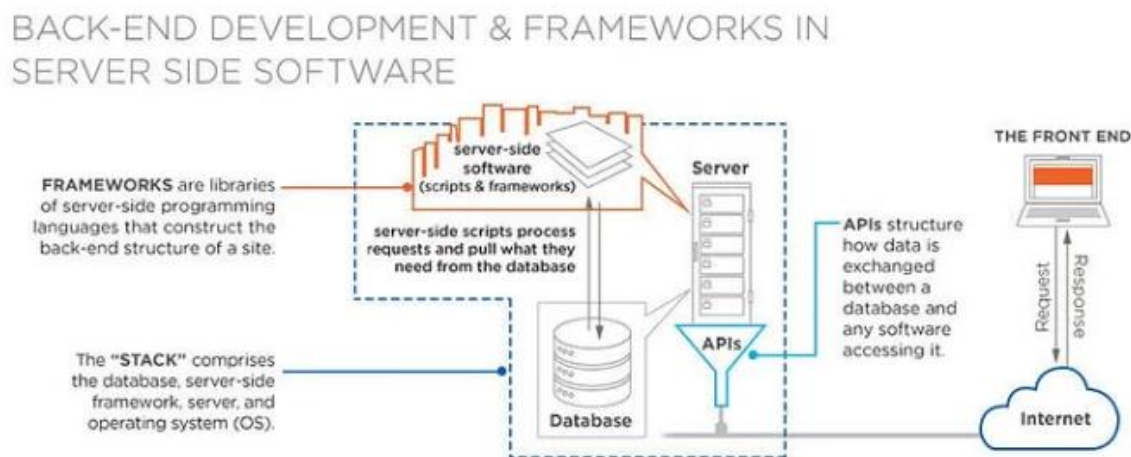 BACK-END DEVELOPMENT & FRAMEWORKS IN
SERVER SIDE SOFTWARE
FRAMEWORKS are libraries
of server-side programming
languages that construct the
back-end structure of a site.
The "STACK" comprises
the database, server-side
framework, server, and
operating system (OS).
server-side
software
(scripts & frameworks)
server-side scripts process
requests and pull what they
need from the database
Database
Server
APIs
APIs structure
how data is
exchanged
between a
database and
any software
accessing it.
THE FRONT END
Request
Response
Internet